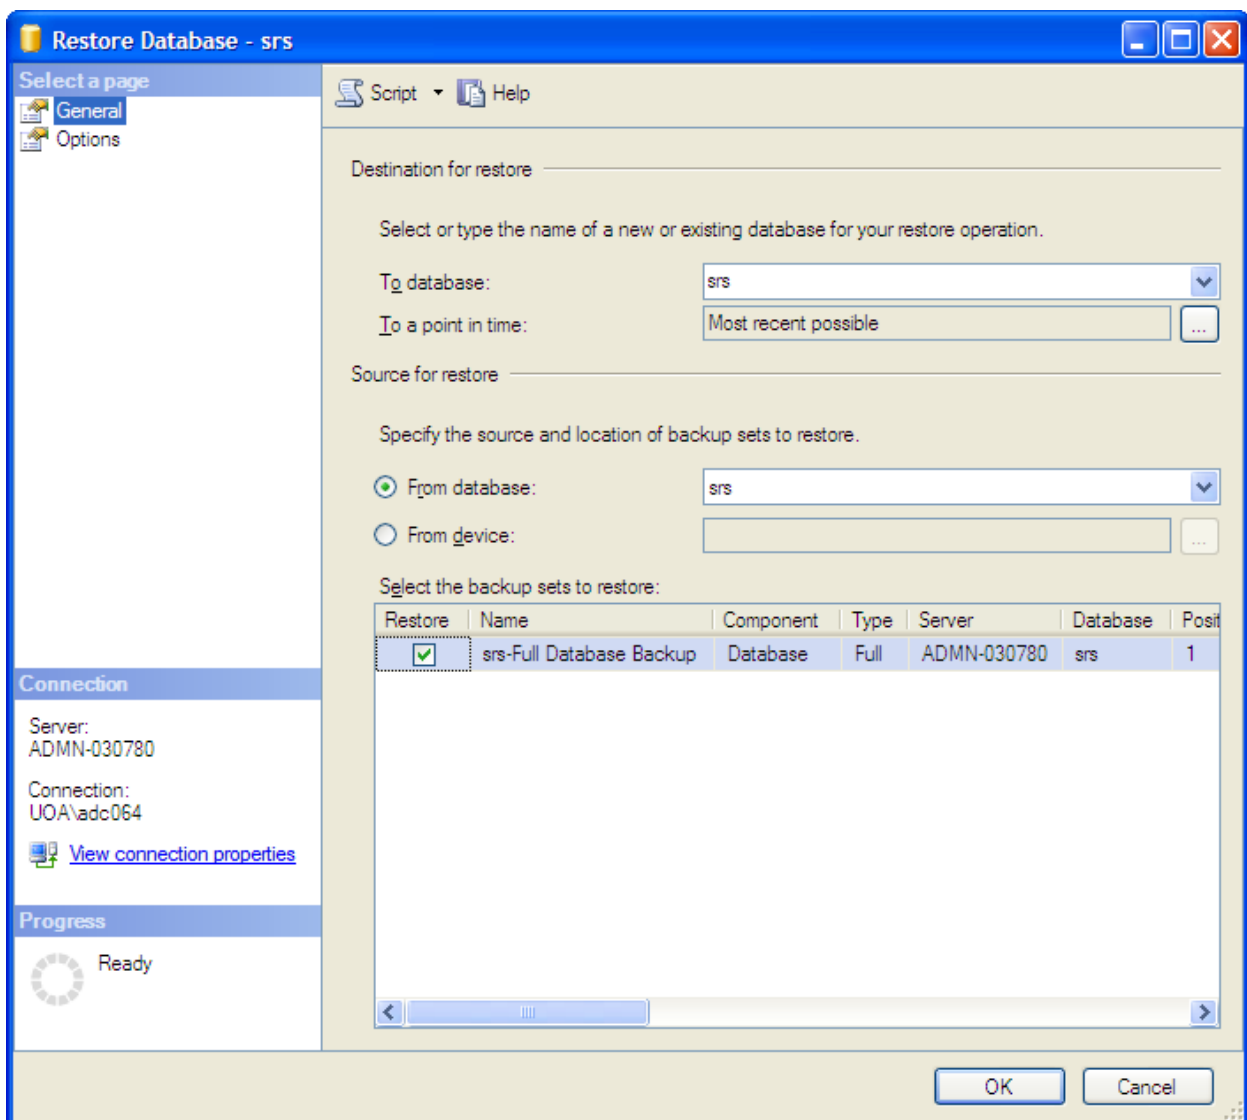 Restore Database - srs
Select a page
General
Options
Script Help
Destination for restore
Select or type the name of a new or existing database for your restore operation.
To database: srs
To a point in time: Most recent possible ...
Source for restore
Specify the source and location of backup sets to restore.
From database: srs
From device: ...
Select the backup sets to restore:
Restore Name Component Type Server Database Posit
srs-Full Database Backup Database Full ADMN-030780 srs 1
Connection
Server:
ADMN-030780
Connection:
UOA\adc064
View connection properties
Progress
Ready
OK Cancel